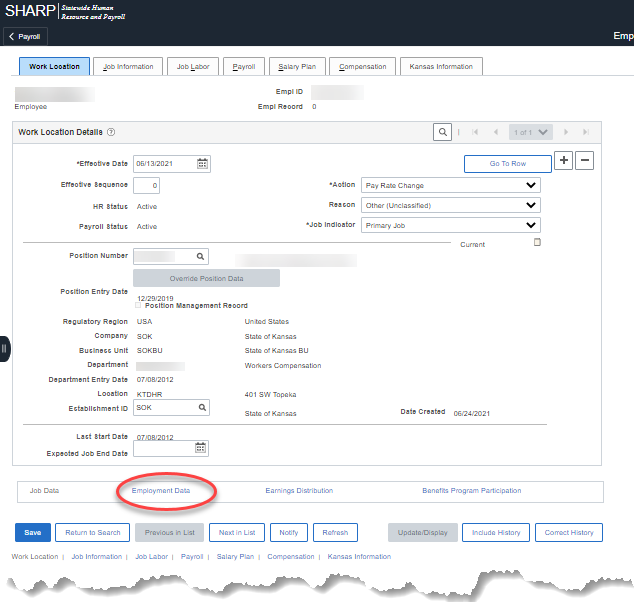 SHARP Statewide Human
Resource and Payroll
Payroll
Emp
Work Location Job Information Job Labor Payroll Salary Plan Compensation Kansas Information
Empl ID
Employee Empl Record 0
Work Location Details ? 1 of 1
*Effective Date 06/13/2021 Go To Row + −
Effective Sequence 0 *Action Pay Rate Change
HR Status Active Reason Other (Unclassified)
Payroll Status Active *Job Indicator Primary Job
Current
Position Number
Override Position Data
Position Entry Date 12/29/2019
Position Management Record
Regulatory Region USA United States
Company SOK State of Kansas
Business Unit SOKBU State of Kansas BU
Department Workers Compensation
Department Entry Date 07/08/2012
Location KTDHR 401 SW Topeka
Establishment ID SOK State of Kansas Date Created 06/24/2021
Last Start Date 07/08/2012
Expected Job End Date
Job Data Employment Data Earnings Distribution Benefits Program Participation
Save Return to Search Previous in List Next in List Notify Refresh Update/Display Include History Correct History
Work Location | Job Information | Job Labor | Payroll | Salary Plan | Compensation | Kansas Information